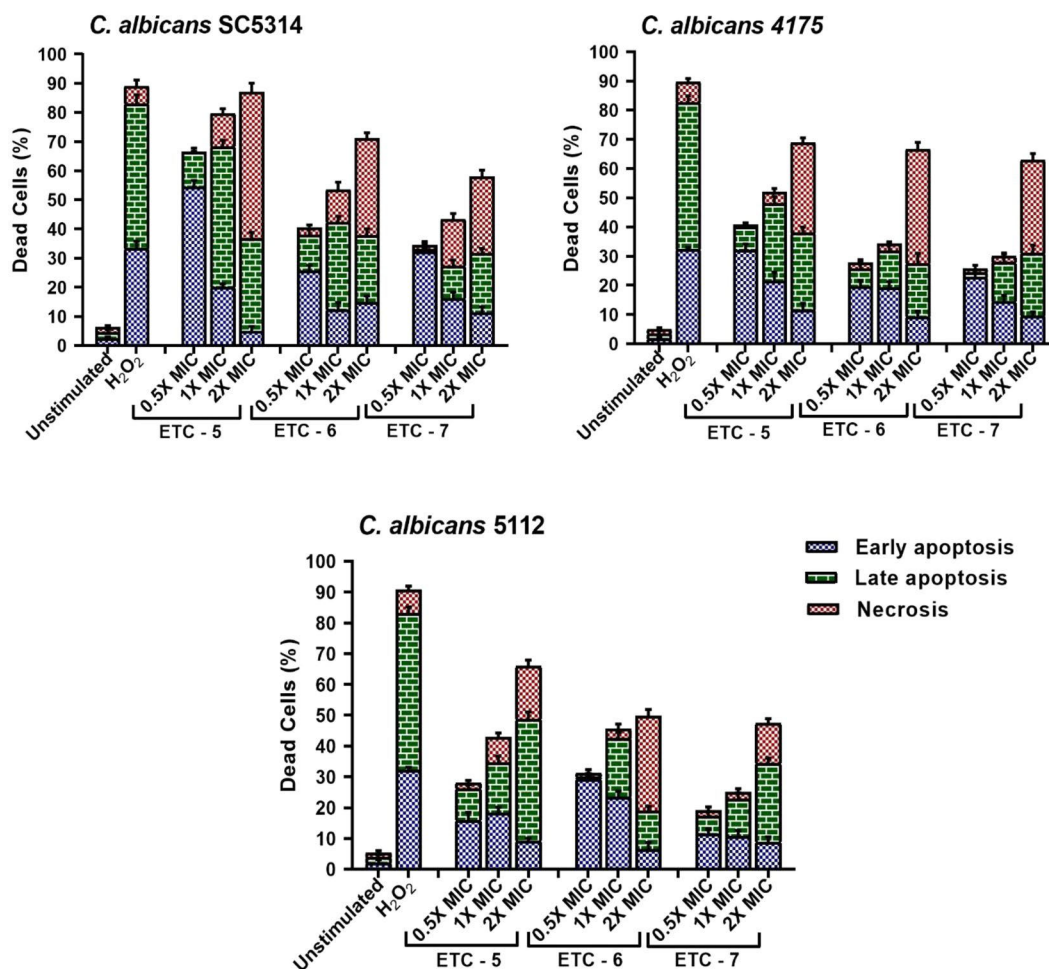 C. albicans SC5314
100
90
80
70
60
50
40
30
20
10
0
Dead Cells (%)
Unstimulated
H₂O₂
0.5X MIC
1X MIC
2X MIC
0.5X MIC
1X MIC
2X MIC
0.5X MIC
1X MIC
2X MIC
ETC - 5
ETC - 6
ETC - 7
C. albicans 4175
100
90
80
70
60
50
40
30
20
10
0
Dead Cells (%)
Unstimulated
H₂O₂
0.5X MIC
1X MIC
2X MIC
0.5X MIC
1X MIC
2X MIC
0.5X MIC
1X MIC
2X MIC
ETC - 5
ETC - 6
ETC - 7
C. albicans 5112
100
90
80
70
60
50
40
30
20
10
0
Dead Cells (%)
Unstimulated
H₂O₂
0.5X MIC
1X MIC
2X MIC
0.5X MIC
1X MIC
2X MIC
0.5X MIC
1X MIC
2X MIC
ETC - 5
ETC - 6
ETC - 7
Early apoptosis
Late apoptosis
Necrosis